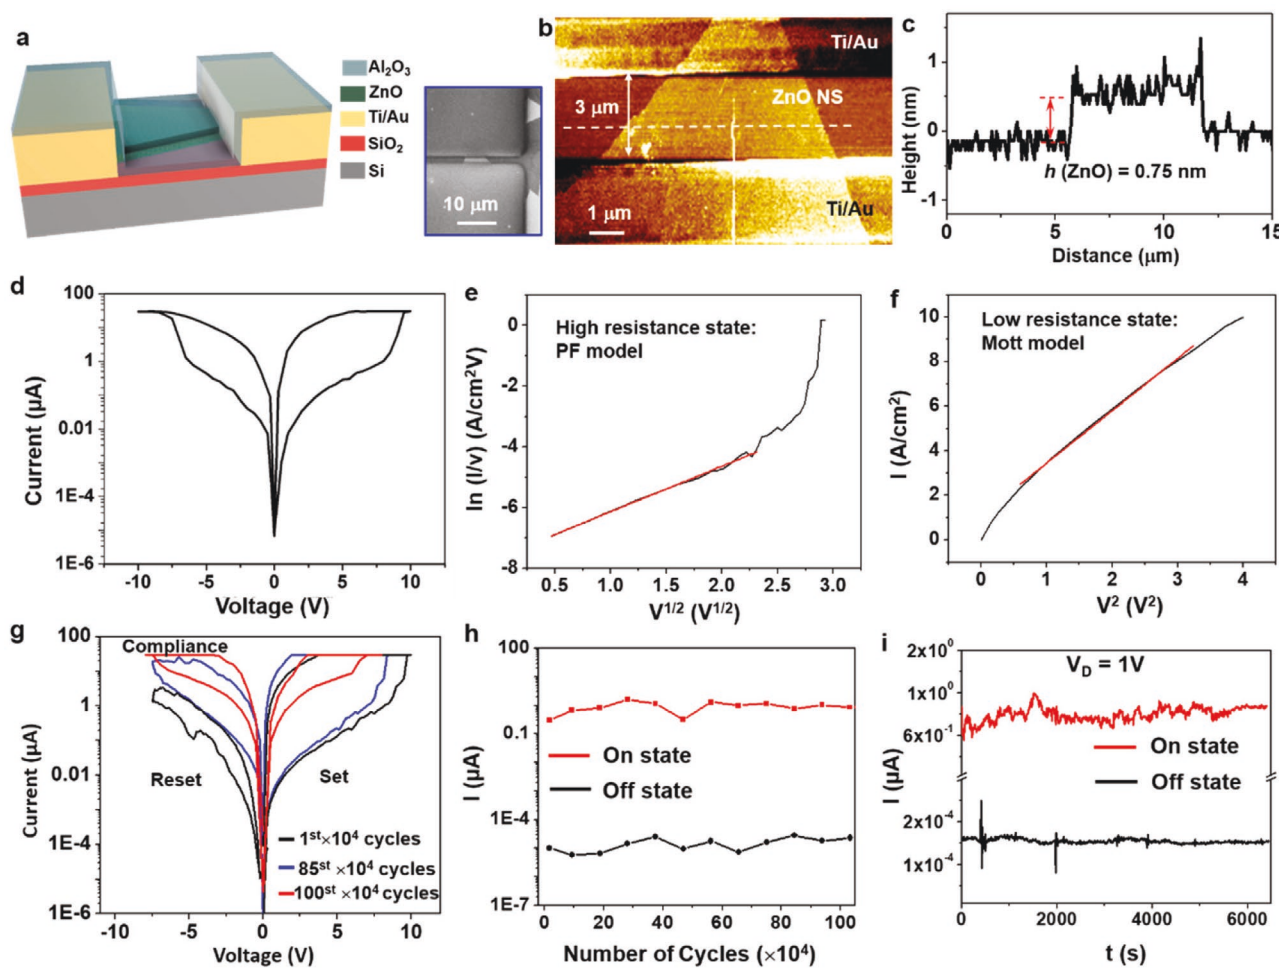 a
Al₂O₃
ZnO
Ti/Au
SiO₂
Si
10 µm
b
Ti/Au
3 µm
ZnO NS
1 µm
Ti/Au
c
Height (nm)
1
0
-1
h (ZnO) = 0.75 nm
0 5 10 15
Distance (µm)
d
Current (µA)
100
1
0.01
1E-4
1E-6
-10 -5 0 5 10
Voltage (V)
e
ln (I/v) (A/cm²V)
High resistance state:
PF model
0
-2
-4
-6
-8
0.5 1.0 1.5 2.0 2.5 3.0
V¹ᐟ² (V¹ᐟ²)
f
I (A/cm²)
Low resistance state:
Mott model
10
8
6
4
2
0
0 1 2 3 4
V² (V²)
g
Current (µA)
Compliance
100
1
0.01
1E-4
1E-6
Reset
Set
1ˢᵗ×10⁴ cycles
85ˢᵗ ×10⁴ cycles
100ˢᵗ ×10⁴ cycles
-10 -5 0 5 10
Voltage (V)
h
I (µA)
100
0.1
1E-4
1E-7
On state
Off state
0 20 40 60 80 100
Number of Cycles (×10⁴)
i
I (µA)
V_D = 1V
2x10⁰
1x10⁰
6x10⁻¹
2x10⁻⁴
1x10⁻⁴
On state
Off state
0 2000 4000 6000
t (s)